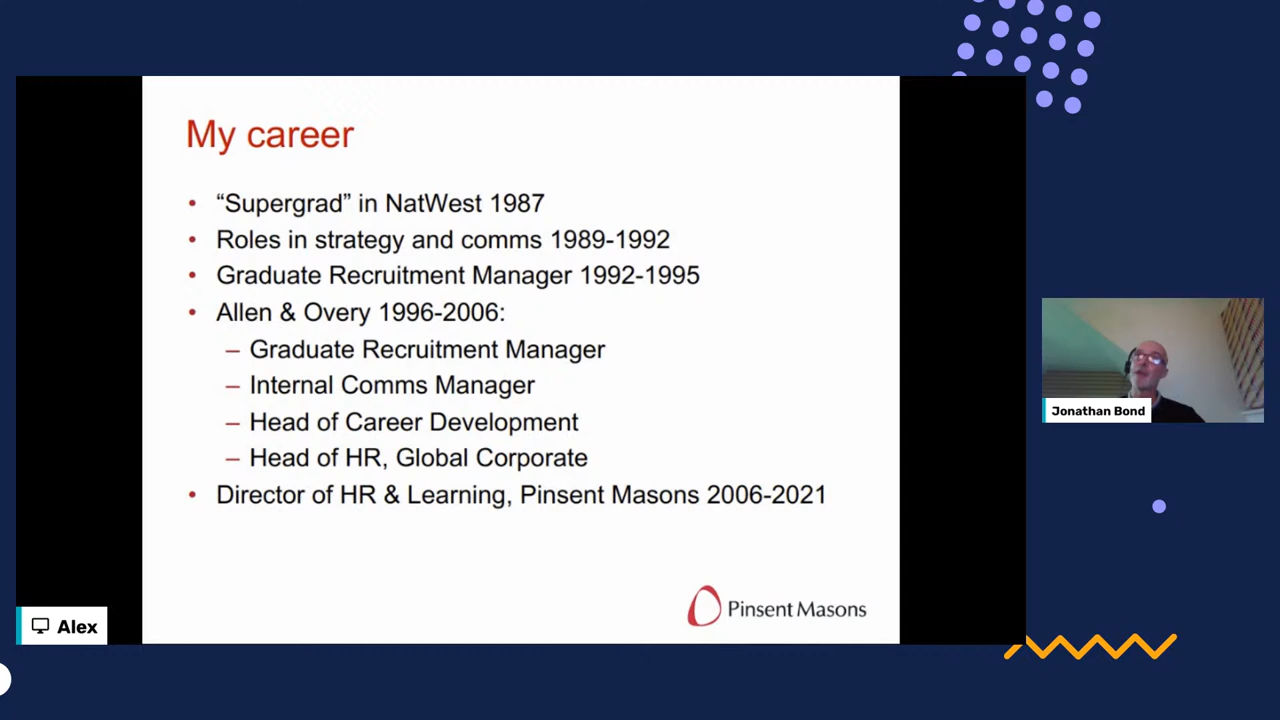 My career
• “Supergrad” in NatWest 1987
• Roles in strategy and comms 1989-1992
• Graduate Recruitment Manager 1992-1995
• Allen & Overy 1996-2006:
– Graduate Recruitment Manager
– Internal Comms Manager
– Head of Career Development
– Head of HR, Global Corporate
• Director of HR & Learning, Pinsent Masons 2006-2021
Pinsent Masons
Jonathan Bond
Alex